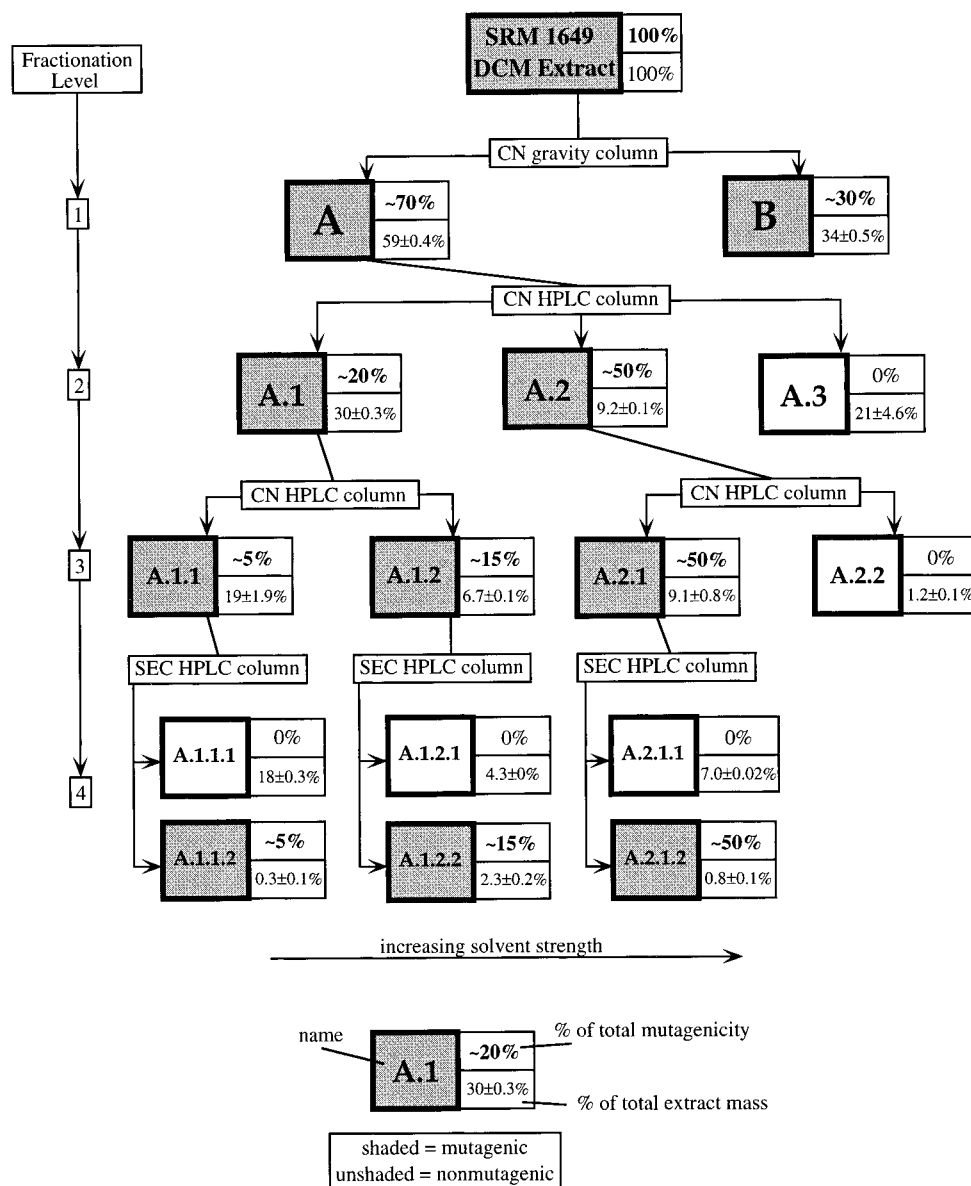 SRM 1649
DCM Extract
100%
100%
Fractionation
Level
CN gravity column
1
A
~70%
59±0.4%
B
~30%
34±0.5%
CN HPLC column
2
A.1
~20%
30±0.3%
A.2
~50%
9.2±0.1%
A.3
0%
21±4.6%
CN HPLC column
CN HPLC column
3
A.1.1
~5%
19±1.9%
A.1.2
~15%
6.7±0.1%
A.2.1
~50%
9.1±0.8%
A.2.2
0%
1.2±0.1%
SEC HPLC column
SEC HPLC column
SEC HPLC column
4
A.1.1.1
0%
18±0.3%
A.1.2.1
0%
4.3±0%
A.2.1.1
0%
7.0±0.02%
A.1.1.2
~5%
0.3±0.1%
A.1.2.2
~15%
2.3±0.2%
A.2.1.2
~50%
0.8±0.1%
increasing solvent strength
name
A.1
~20%
30±0.3%
% of total mutagenicity
% of total extract mass
shaded = mutagenic
unshaded = nonmutagenic